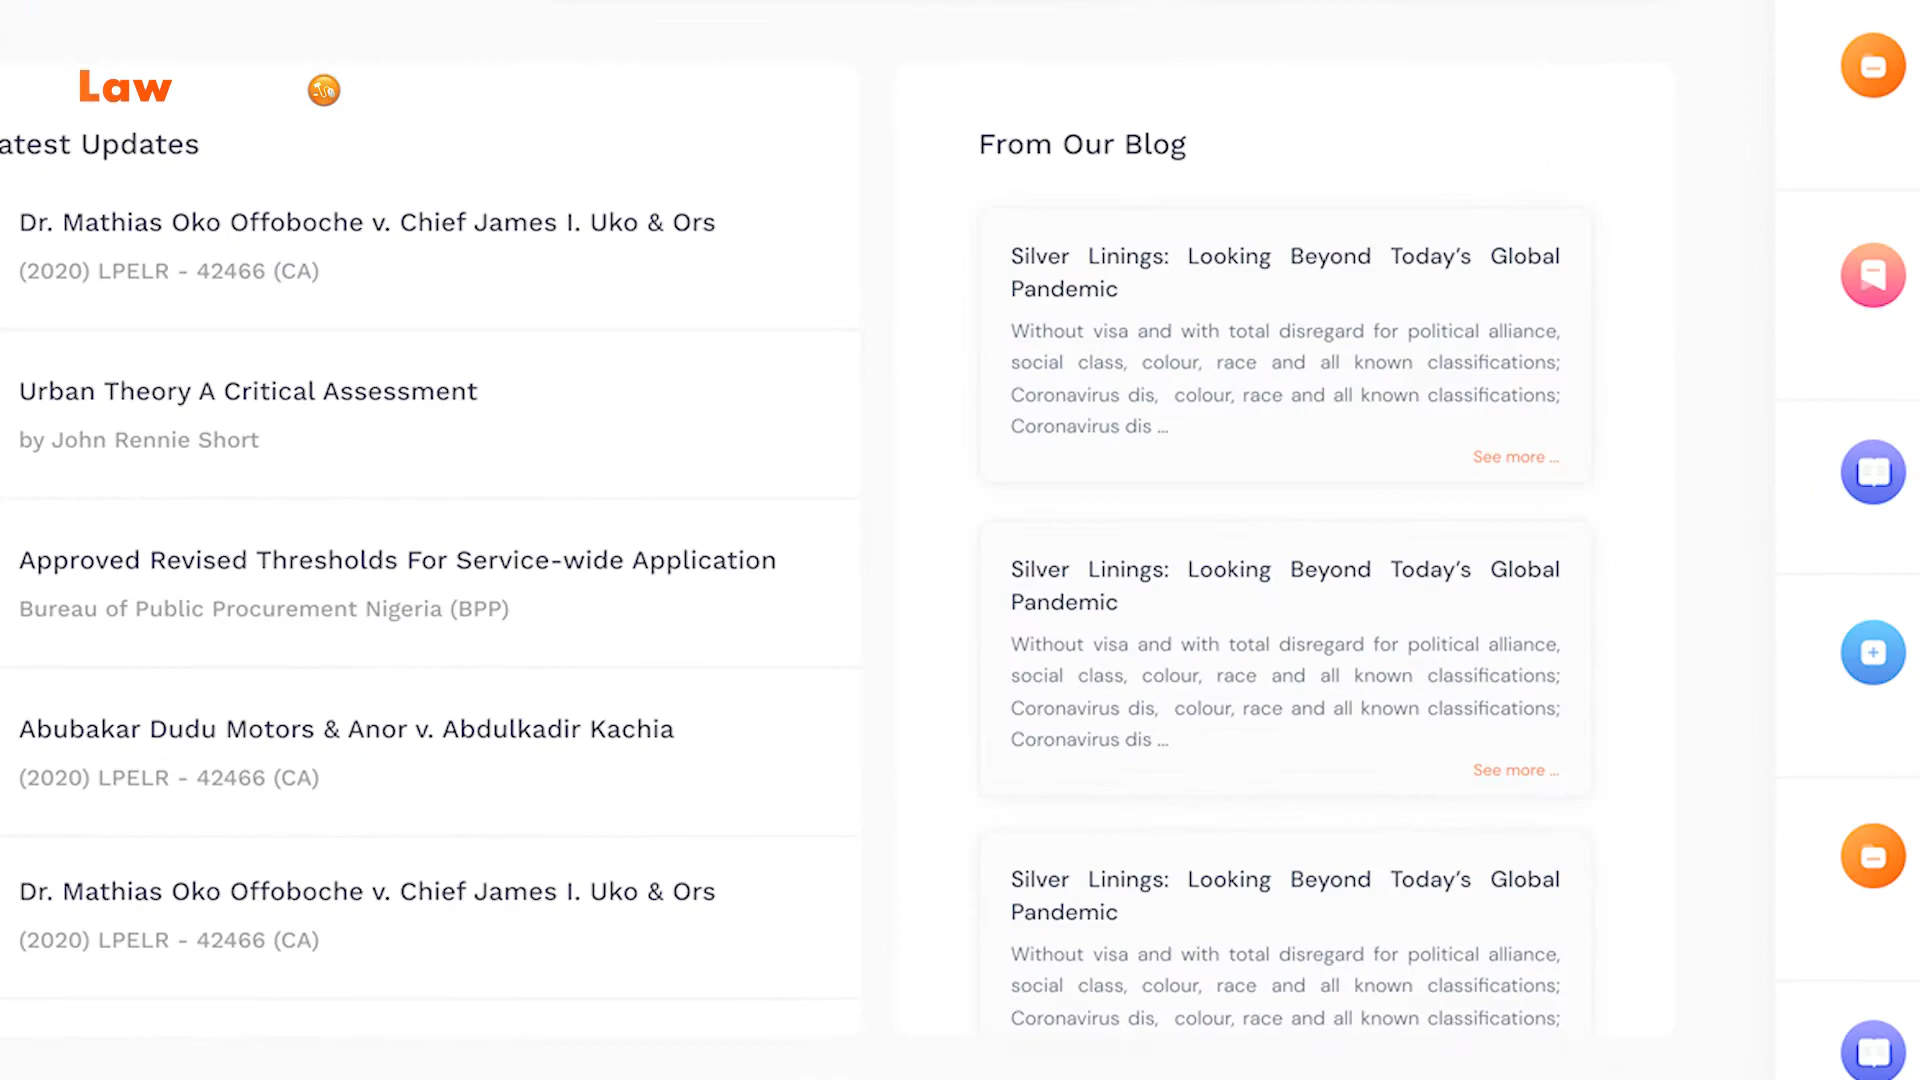 Law
atest Updates
Dr. Mathias Oko Offoboche v. Chief James I. Uko & Ors
(2020) LPELR - 42466 (CA)
Urban Theory A Critical Assessment
by John Rennie Short
Approved Revised Thresholds For Service-wide Application
Bureau of Public Procurement Nigeria (BPP)
Abubakar Dudu Motors & Anor v. Abdulkadir Kachia
(2020) LPELR - 42466 (CA)
Dr. Mathias Oko Offoboche v. Chief James I. Uko & Ors
(2020) LPELR - 42466 (CA)
From Our Blog
Silver Linings: Looking Beyond Today’s Global
Pandemic
Without visa and with total disregard for political alliance,
social class, colour, race and all known classifications;
Coronavirus dis, colour, race and all known classifications;
Coronavirus dis ...
See more ...
Silver Linings: Looking Beyond Today’s Global
Pandemic
Without visa and with total disregard for political alliance,
social class, colour, race and all known classifications;
Coronavirus dis, colour, race and all known classifications;
Coronavirus dis ...
See more ...
Silver Linings: Looking Beyond Today’s Global
Pandemic
Without visa and with total disregard for political alliance,
social class, colour, race and all known classifications;
Coronavirus dis, colour, race and all known classifications;